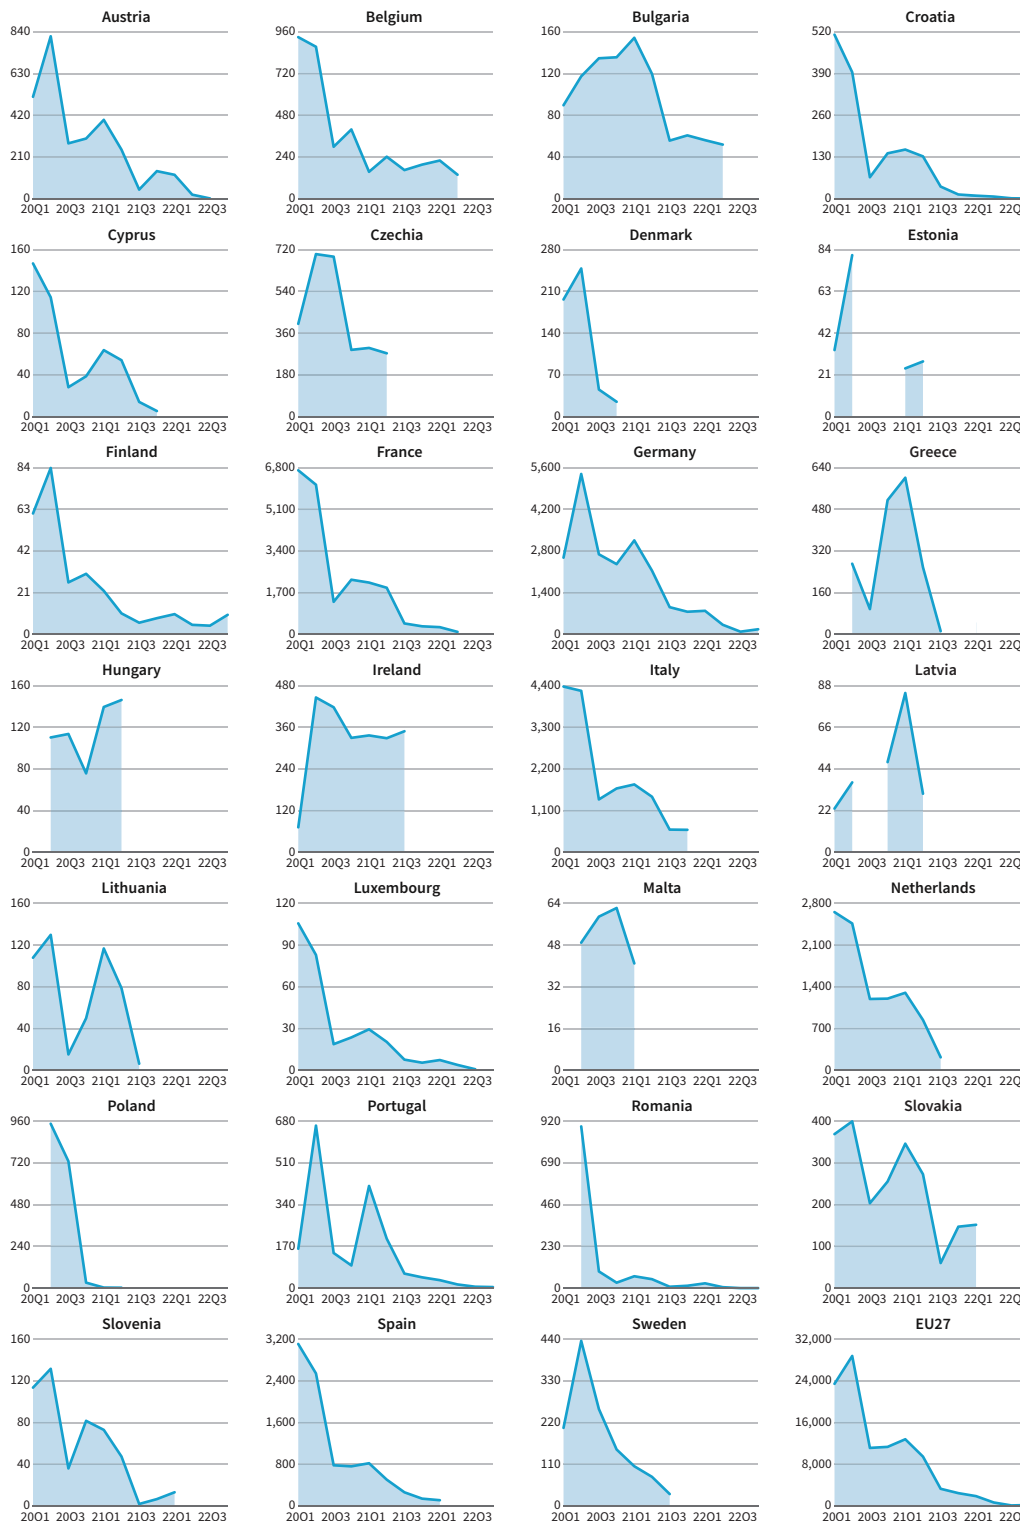 Austria
840
630
420
210
0
20Q1 20Q3 21Q1 21Q3 22Q1 22Q3
Belgium
960
720
480
240
0
20Q1 20Q3 21Q1 21Q3 22Q1 22Q3
Bulgaria
160
120
80
40
0
20Q1 20Q3 21Q1 21Q3 22Q1 22Q3
Croatia
520
390
260
130
0
20Q1 20Q3 21Q1 21Q3 22Q1 22Q
Cyprus
160
120
80
40
0
20Q1 20Q3 21Q1 21Q3 22Q1 22Q3
Czechia
720
540
360
180
0
20Q1 20Q3 21Q1 21Q3 22Q1 22Q3
Denmark
280
210
140
70
0
20Q1 20Q3 21Q1 21Q3 22Q1 22Q3
Estonia
84
63
42
21
0
20Q1 20Q3 21Q1 21Q3 22Q1 22Q
Finland
84
63
42
21
0
20Q1 20Q3 21Q1 21Q3 22Q1 22Q3
France
6,800
5,100
3,400
1,700
0
20Q1 20Q3 21Q1 21Q3 22Q1 22Q3
Germany
5,600
4,200
2,800
1,400
0
20Q1 20Q3 21Q1 21Q3 22Q1 22Q3
Greece
640
480
320
160
0
20Q1 20Q3 21Q1 21Q3 22Q1 22Q
Hungary
160
120
80
40
0
20Q1 20Q3 21Q1 21Q3 22Q1 22Q3
Ireland
480
360
240
120
0
20Q1 20Q3 21Q1 21Q3 22Q1 22Q3
Italy
4,400
3,300
2,200
1,100
0
20Q1 20Q3 21Q1 21Q3 22Q1 22Q3
Latvia
88
66
44
22
0
20Q1 20Q3 21Q1 21Q3 22Q1 22Q
Lithuania
160
120
80
40
0
20Q1 20Q3 21Q1 21Q3 22Q1 22Q3
Luxembourg
120
90
60
30
0
20Q1 20Q3 21Q1 21Q3 22Q1 22Q3
Malta
64
48
32
16
0
20Q1 20Q3 21Q1 21Q3 22Q1 22Q3
Netherlands
2,800
2,100
1,400
700
0
20Q1 20Q3 21Q1 21Q3 22Q1 22Q
Poland
960
720
480
240
0
20Q1 20Q3 21Q1 21Q3 22Q1 22Q3
Portugal
680
510
340
170
0
20Q1 20Q3 21Q1 21Q3 22Q1 22Q3
Romania
920
690
460
230
0
20Q1 20Q3 21Q1 21Q3 22Q1 22Q3
Slovakia
400
300
200
100
0
20Q1 20Q3 21Q1 21Q3 22Q1 22Q
Slovenia
160
120
80
40
0
20Q1 20Q3 21Q1 21Q3 22Q1 22Q3
Spain
3,200
2,400
1,600
800
0
20Q1 20Q3 21Q1 21Q3 22Q1 22Q3
Sweden
440
330
220
110
0
20Q1 20Q3 21Q1 21Q3 22Q1 22Q3
EU27
32,000
24,000
16,000
8,000
0
20Q1 20Q3 21Q1 21Q3 22Q1 22Q